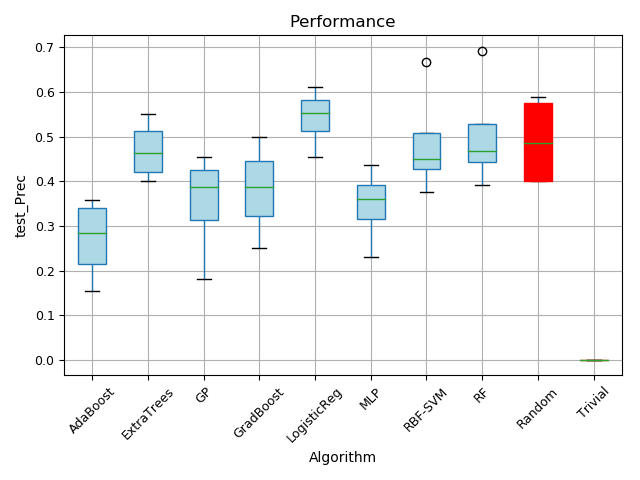 Performance
test_Prec
0.7
0.6
0.5
0.4
0.3
0.2
0.1
0.0
AdaBoost
ExtraTrees
GP
GradBoost
LogisticReg
MLP
RBF-SVM
RF
Random
Trivial
Algorithm